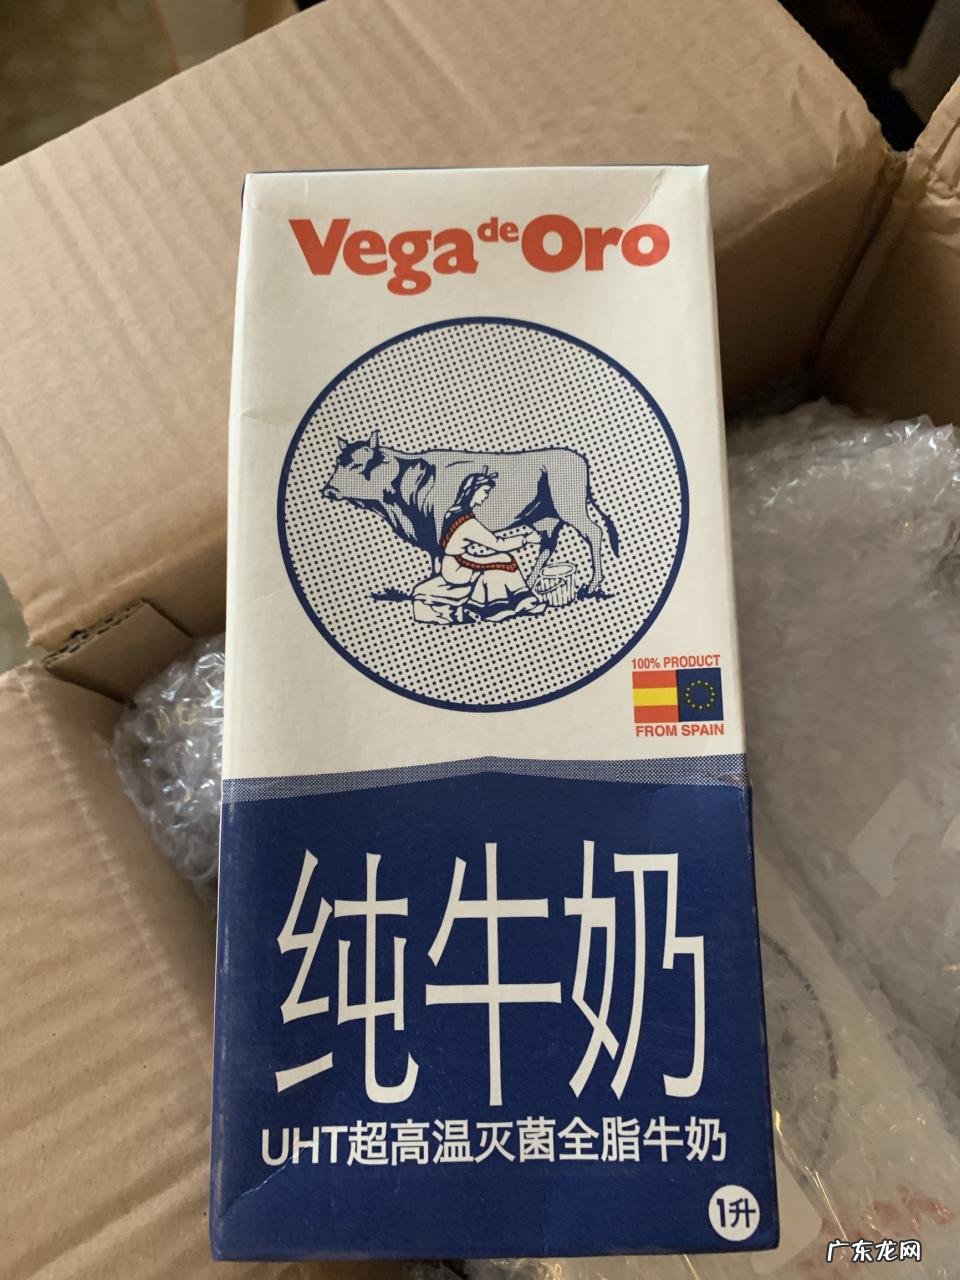 Vega de Oro
100% PRODUCT
FROM SPAIN
纯牛奶
UHT超高温灭菌全脂牛奶
1升
广东龙网